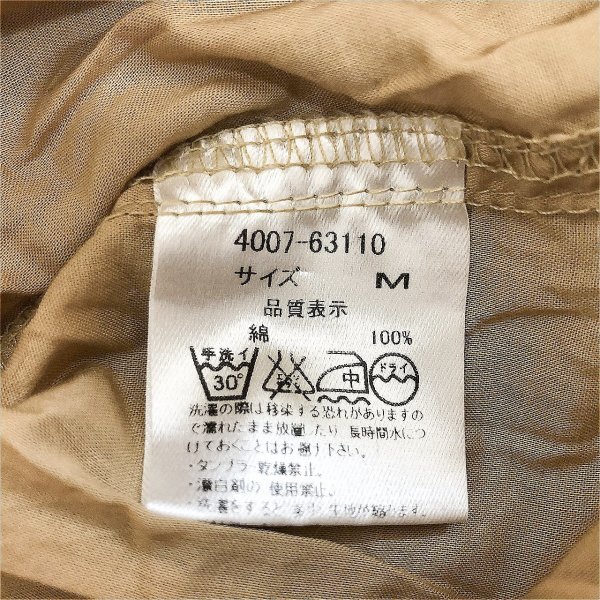 4007-63110
サイズ M
品質表示
綿 100%
手洗イ 30° 中 ドライ
洗濯の際は移染する恐れがありますの
で濡れたまま放置したり 長時間水につ
けておくことはお避け下さい。
・タンブラー乾燥禁止。
・漂白剤の使用禁止。